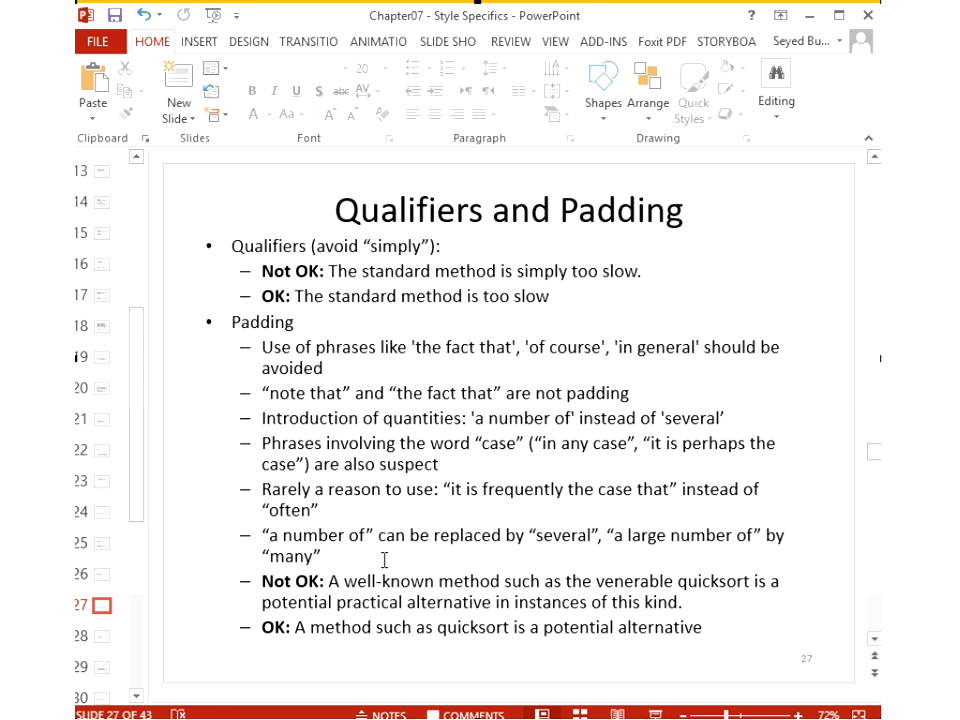 Chapter07 - Style Specifics - PowerPoint
?
FILE HOME INSERT DESIGN TRANSITIO ANIMATIO SLIDE SHO REVIEW VIEW ADD-INS Foxit PDF STORYBOA Seyed Bu...
20
B I U S abc AV
A Aa A A
Paste
New
Slide
Shapes Arrange Quick
Styles
Editing
Clipboard Slides Font Paragraph Drawing
13
14
15
16
17
18
19
20
21
22
23
24
25
26
27
28
29
30
Qualifiers and Padding
• Qualifiers (avoid “simply”):
– Not OK: The standard method is simply too slow.
– OK: The standard method is too slow
• Padding
– Use of phrases like 'the fact that', 'of course', 'in general' should be
avoided
– “note that” and “the fact that” are not padding
– Introduction of quantities: 'a number of' instead of 'several’
– Phrases involving the word “case” (“in any case”, “it is perhaps the
case”) are also suspect
– Rarely a reason to use: “it is frequently the case that” instead of
“often”
– “a number of” can be replaced by “several”, “a large number of” by
“many”
– Not OK: A well-known method such as the venerable quicksort is a
potential practical alternative in instances of this kind.
– OK: A method such as quicksort is a potential alternative
27
SLIDE 27 OF 43 NOTES COMMENTS 72%